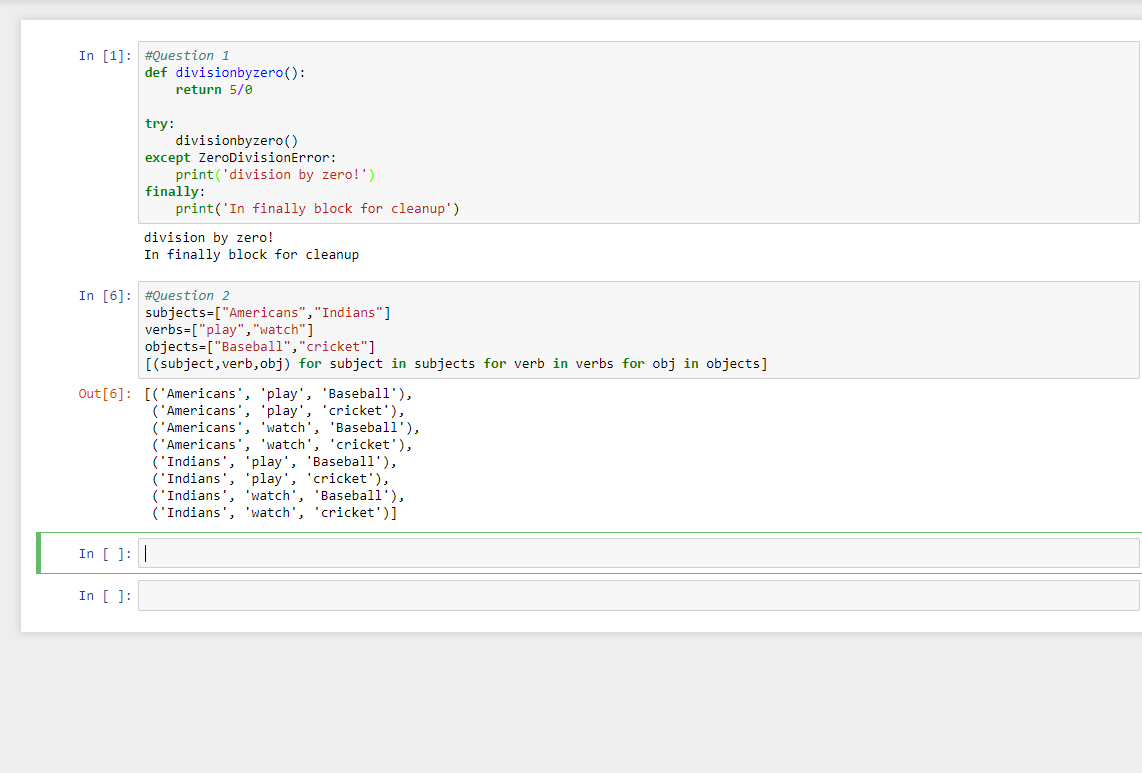 In [1]:
#Question 1
def divisionbyzero():
    return 5/0

try:
    divisionbyzero()
except ZeroDivisionError:
    print('division by zero!')
finally:
    print('In finally block for cleanup')
division by zero!
In finally block for cleanup
In [6]:
#Question 2
subjects=["Americans","Indians"]
verbs=["play","watch"]
objects=["Baseball","cricket"]
[(subject,verb,obj) for subject in subjects for verb in verbs for obj in objects]
Out[6]:
[('Americans', 'play', 'Baseball'),
 ('Americans', 'play', 'cricket'),
 ('Americans', 'watch', 'Baseball'),
 ('Americans', 'watch', 'cricket'),
 ('Indians', 'play', 'Baseball'),
 ('Indians', 'play', 'cricket'),
 ('Indians', 'watch', 'Baseball'),
 ('Indians', 'watch', 'cricket')]
In [ ]:
In [ ]: